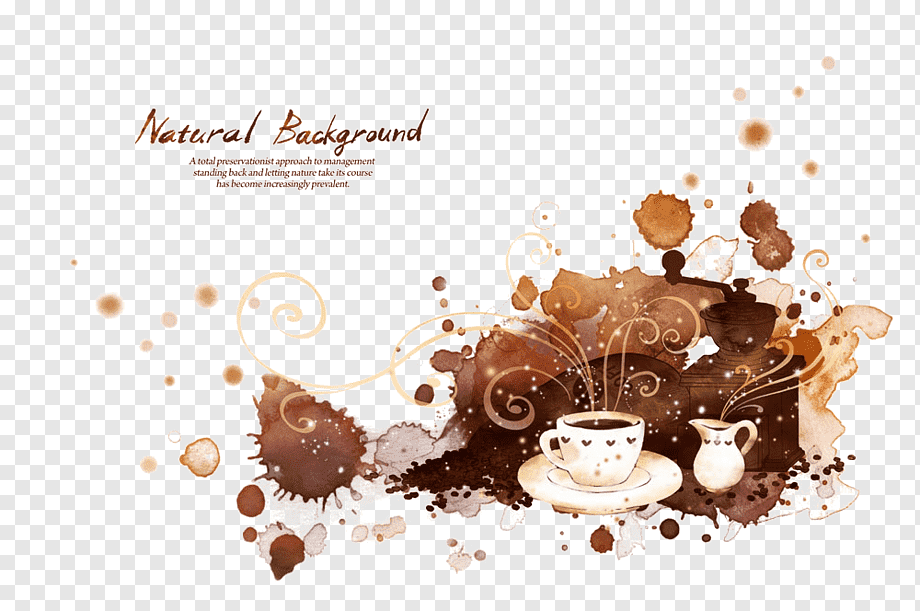 Natural Background
A total preservationist approach to management
standing back and letting nature take its course
has become increasingly prevalent.